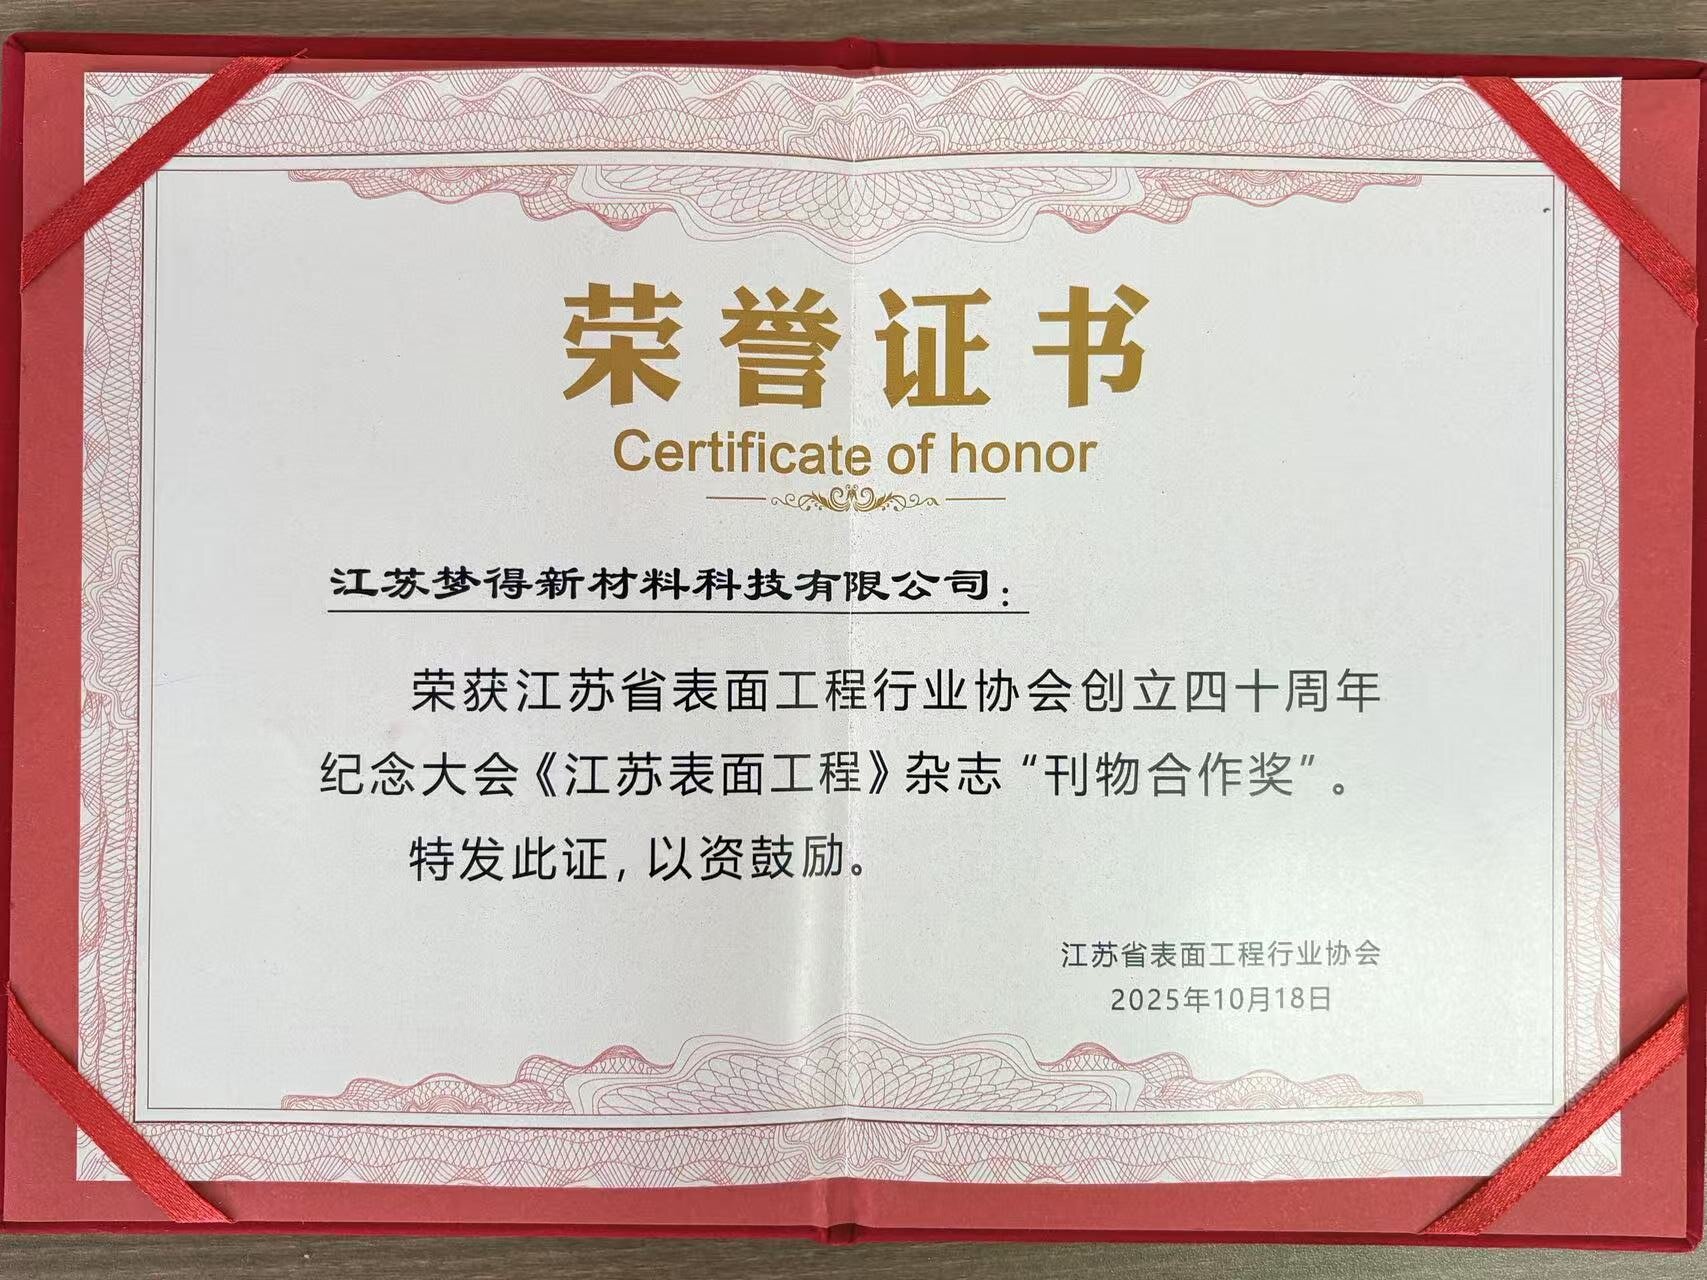 荣誉证书
Certificate of honor
江苏梦得新材料科技有限公司：
荣获江苏省表面工程行业协会创立四十周年
纪念大会《江苏表面工程》杂志“刊物合作奖”。
特发此证，以资鼓励。
江苏省表面工程行业协会
2025年10月18日